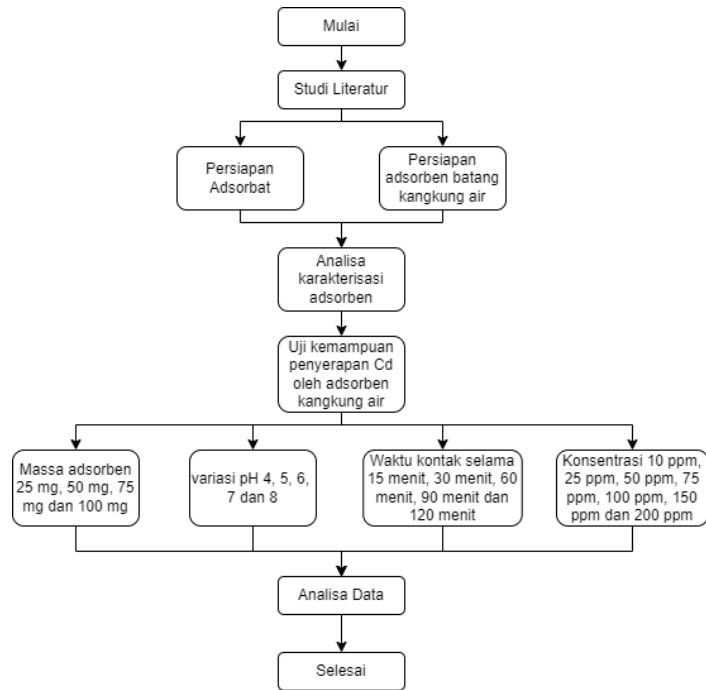 Mulai
Studi Literatur
Persiapan
Adsorbat
Persiapan
adsorben batang
kangkung air
Analisa
karakterisasi
adsorben
Uji kemampuan
penyerapan Cd
oleh adsorben
kangkung air
Massa adsorben
25 mg, 50 mg, 75
mg dan 100 mg
variasi pH 4, 5, 6,
7 dan 8
Waktu kontak selama
15 menit, 30 menit, 60
menit, 90 menit dan
120 menit
Konsentrasi 10 ppm,
25 ppm, 50 ppm, 75
ppm, 100 ppm, 150
ppm dan 200 ppm
Analisa Data
Selesai